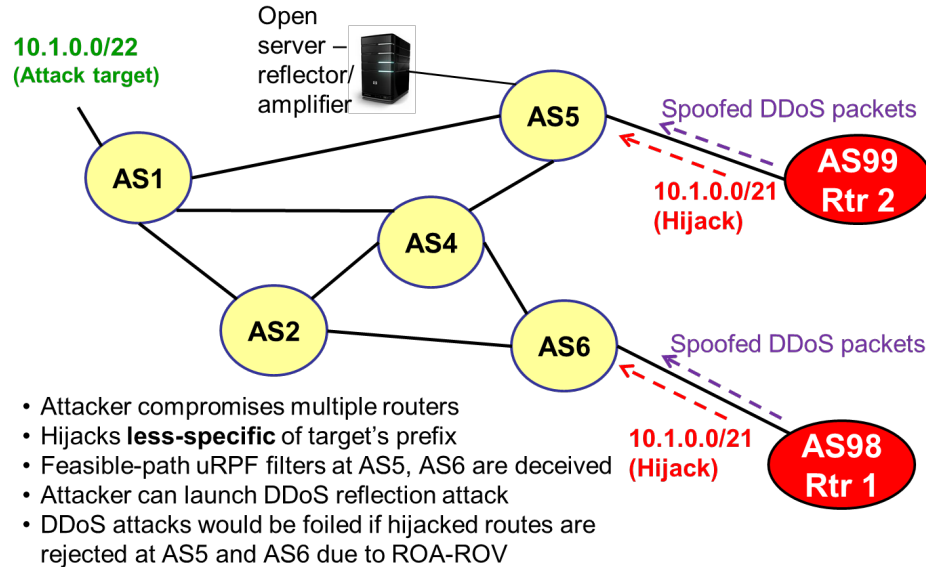 10.1.0.0/22
(Attack target)
Open
server –
reflector/
amplifier
AS5
Spoofed DDoS packets
AS99
Rtr 2
10.1.0.0/21
(Hijack)
AS1
AS4
AS2
AS6
Spoofed DDoS packets
10.1.0.0/21
(Hijack)
AS98
Rtr 1
• Attacker compromises multiple routers
• Hijacks less-specific of target's prefix
• Feasible-path uRPF filters at AS5, AS6 are deceived
• Attacker can launch DDoS reflection attack
• DDoS attacks would be foiled if hijacked routes are
rejected at AS5 and AS6 due to ROA-ROV